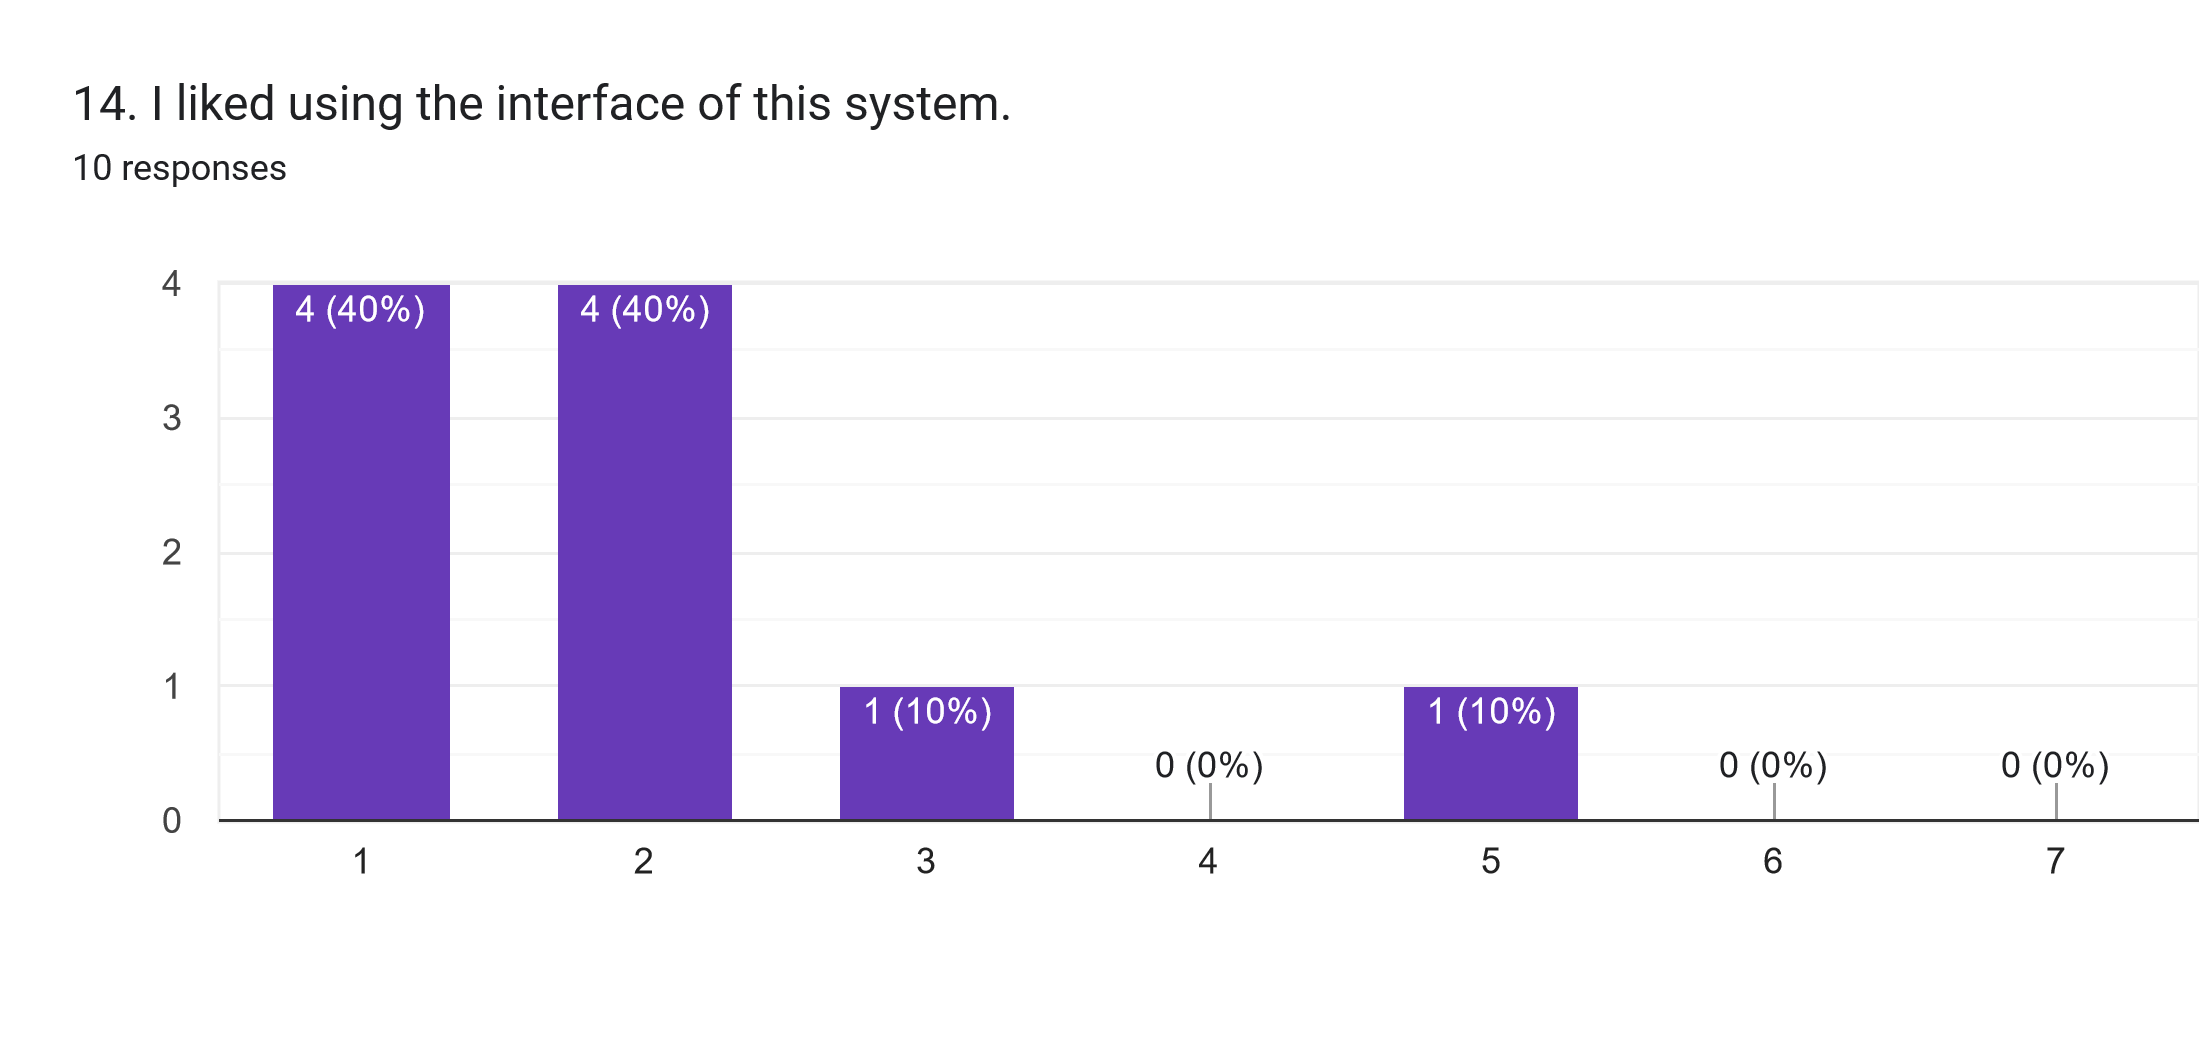 14. I liked using the interface of this system.
10 responses
4
4 (40%) 4 (40%)
3
2
1
1 (10%) 1 (10%)
0 (0%) 0 (0%) 0 (0%)
0
1 2 3 4 5 6 7